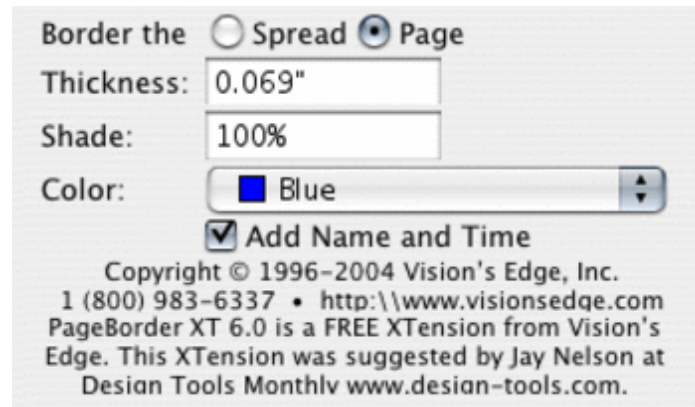 Border the Spread Page
Thickness: 0.069"
Shade: 100%
Color: Blue
Add Name and Time
Copyright © 1996-2004 Vision's Edge, Inc.
1 (800) 983-6337 • http:\\www.visionsedge.com
PageBorder XT 6.0 is a FREE XTension from Vision's
Edge. This XTension was suggested by Jay Nelson at
Design Tools Monthly www.design-tools.com.